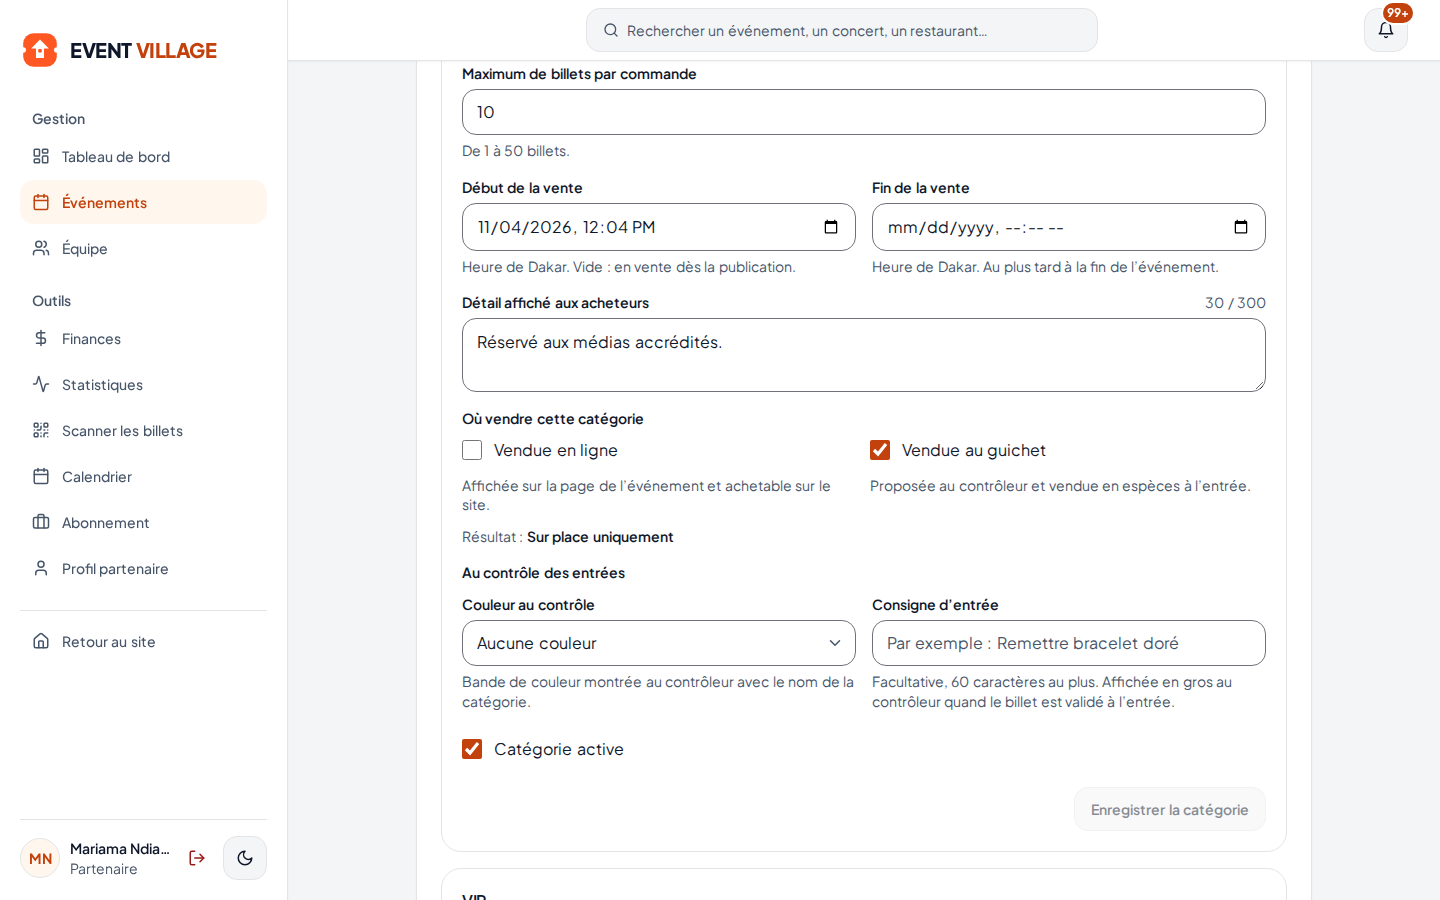 EVENT VILLAGE
Rechercher un événement, un concert, un restaurant…
99+
Gestion
Tableau de bord
Événements
Équipe
Outils
Finances
Statistiques
Scanner les billets
Calendrier
Abonnement
Profil partenaire
Retour au site
MN
Mariama Ndia…
Partenaire
Maximum de billets par commande
10
De 1 à 50 billets.
Début de la vente
Fin de la vente
11/04/2026, 12:04 PM
mm/dd/yyyy, --:-- --
Heure de Dakar. Vide : en vente dès la publication.
Heure de Dakar. Au plus tard à la fin de l’événement.
Détail affiché aux acheteurs
30 / 300
Réservé aux médias accrédités.
Où vendre cette catégorie
Vendue en ligne
Vendue au guichet
Affichée sur la page de l’événement et achetable sur le
site.
Proposée au contrôleur et vendue en espèces à l’entrée.
Résultat : Sur place uniquement
Au contrôle des entrées
Couleur au contrôle
Consigne d’entrée
Aucune couleur
Par exemple : Remettre bracelet doré
Bande de couleur montrée au contrôleur avec le nom de la
catégorie.
Facultative, 60 caractères au plus. Affichée en gros au
contrôleur quand le billet est validé à l’entrée.
Catégorie active
Enregistrer la catégorie
VIP